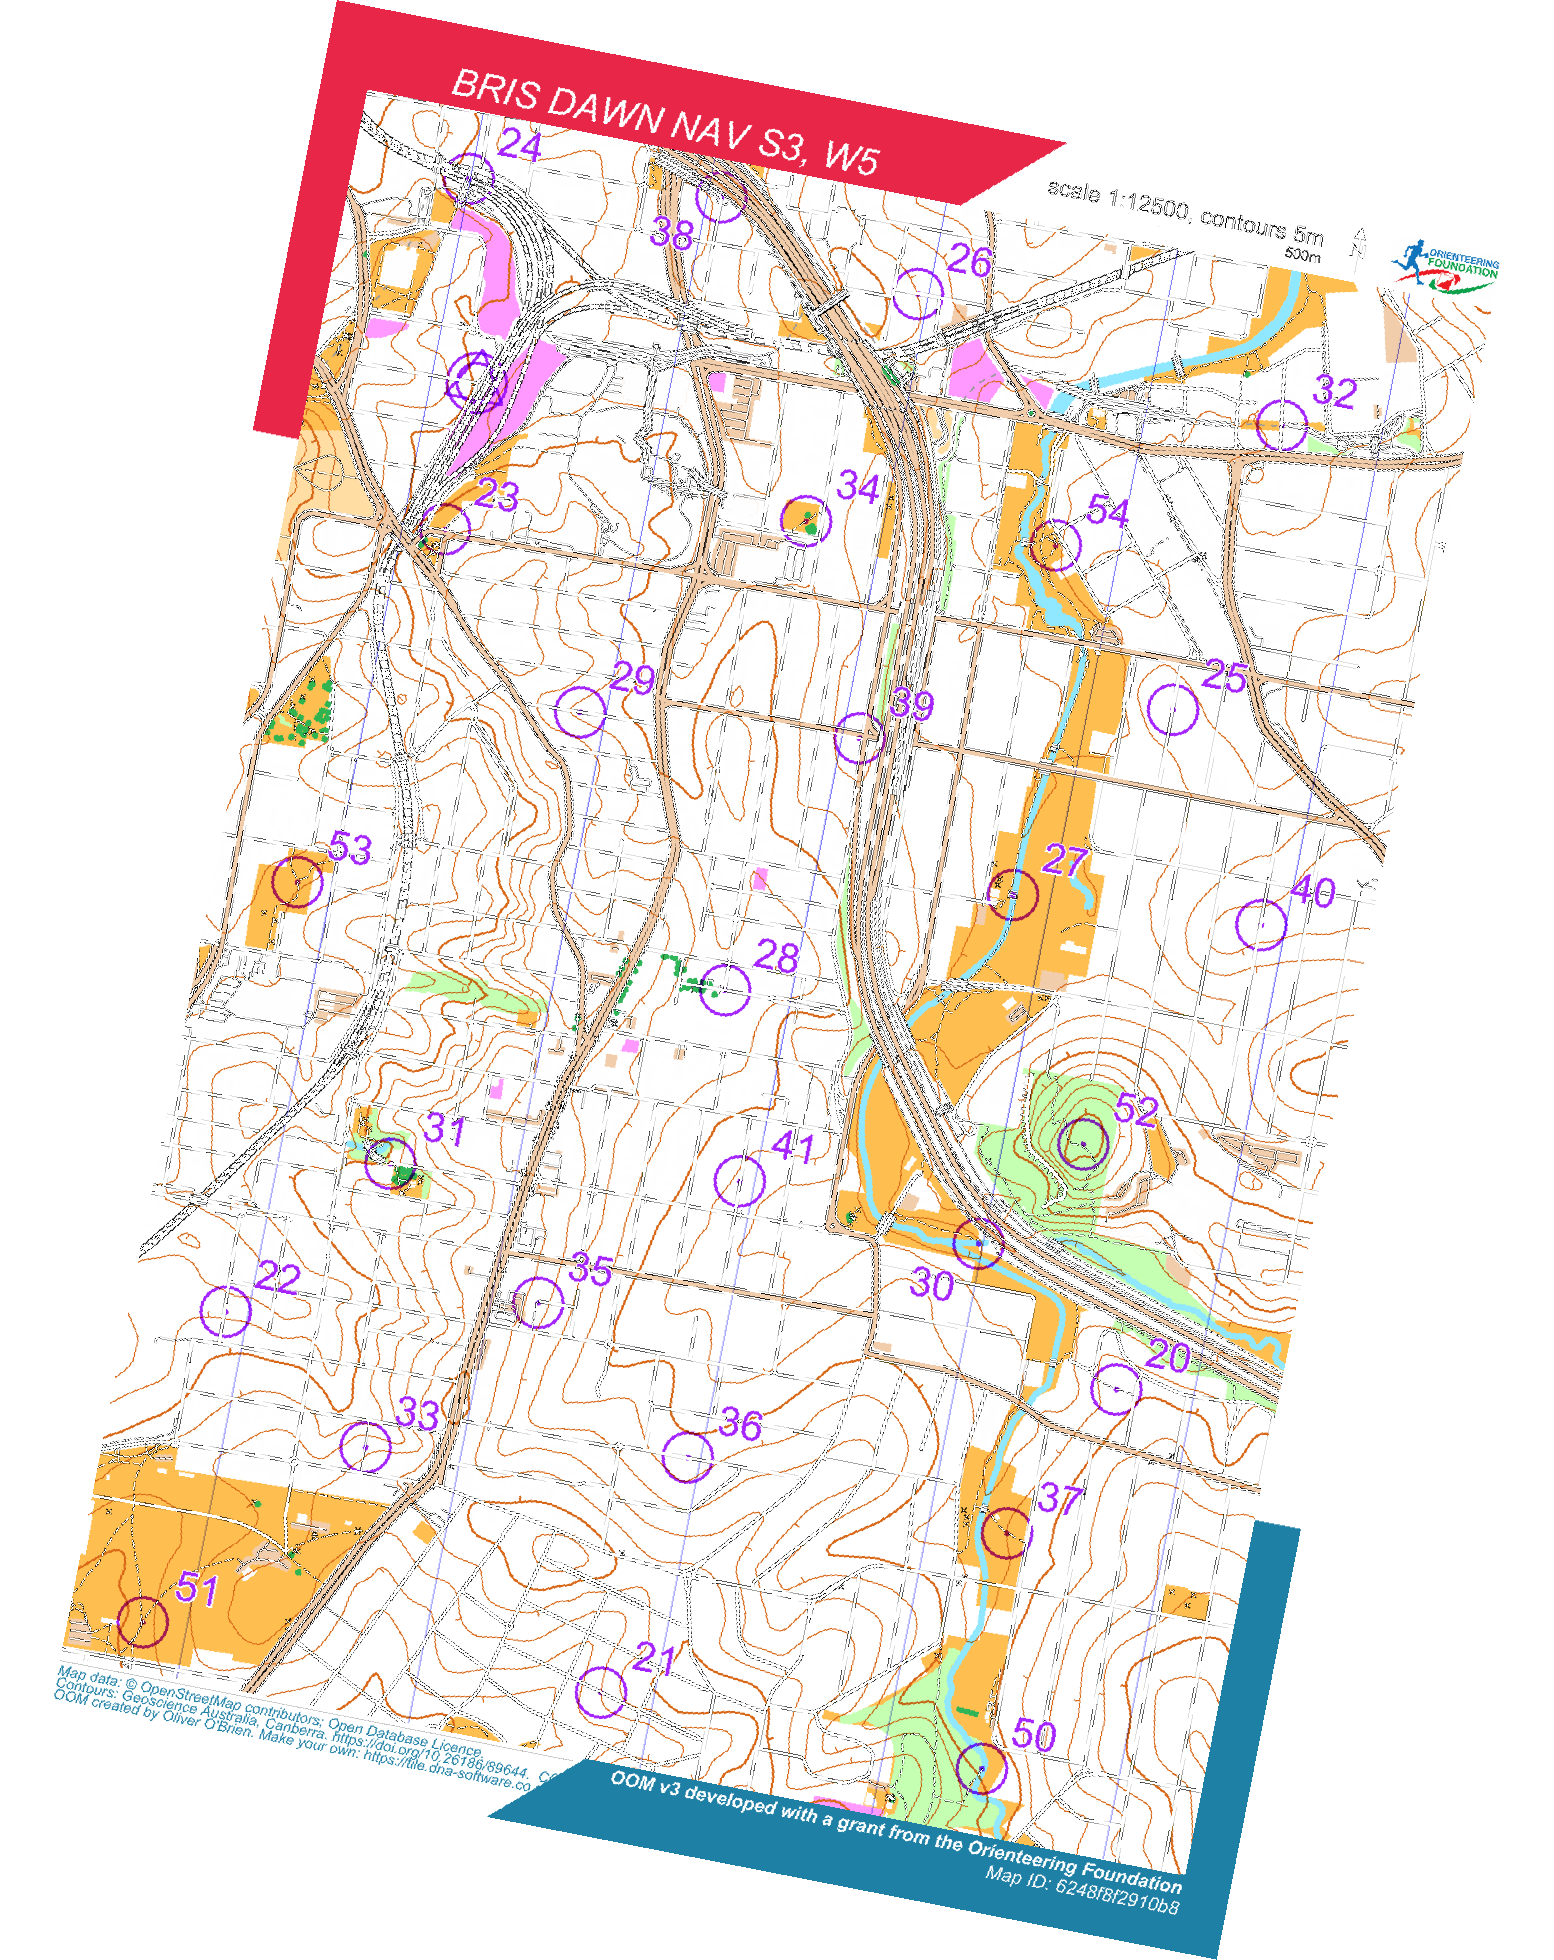 BRIS DAWN NAV S3, W5
scale 1:12500, contours 5m
500m
N
ORIENTEERING
FOUNDATION
24
38
26
32
23
34
54
29
25
39
53
27
40
28
52
31
41
30
22
35
20
33
36
37
51
21
50
Map data: © OpenStreetMap contributors, Open Database Licence.
Contours: Geoscience Australia, Canberra. https://doi.org/10.26186/89644.
OOM created by Oliver O'Brien. Make your own: https://tile.dna-software.co
OOM v3 developed with a grant from the Orienteering Foundation
Map ID: 6248f8f2910b8